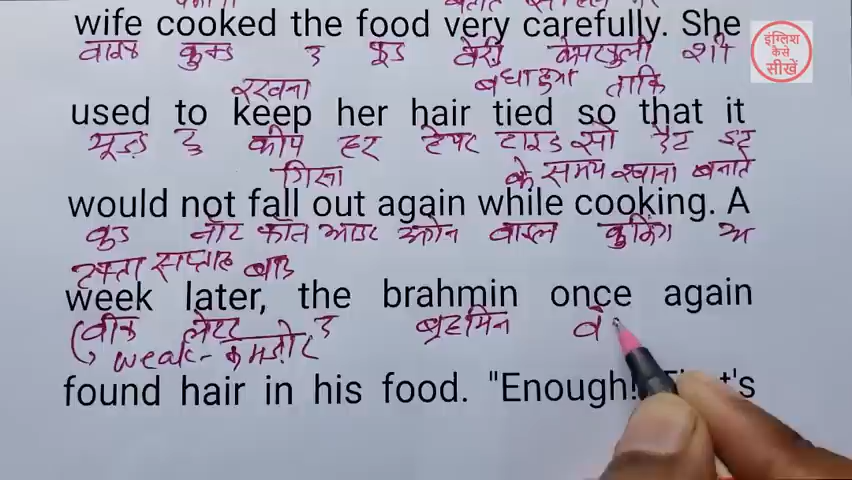 wife cooked the food very carefully. She
वाइफ कुक्ड द फूड वेरी केयरफुली शी
इंग्लिश
कैसे
सीखें
रखना बंधा हुआ ताकि
used to keep her hair tied so that it
यूज्ड टु कीप हर हेयर टाइड सो दैट इट
गिरना के समय खाना बनाते
would not fall out again while cooking. A
वुड नॉट फॉल आउट अगेन वाइल कुकिंग अ
हफ्ता सप्ताह बाद
week later, the brahmin once again
(वीक लेटर द ब्रहमिन वॅ
weak - कमज़ोर
found hair in his food. "Enough!